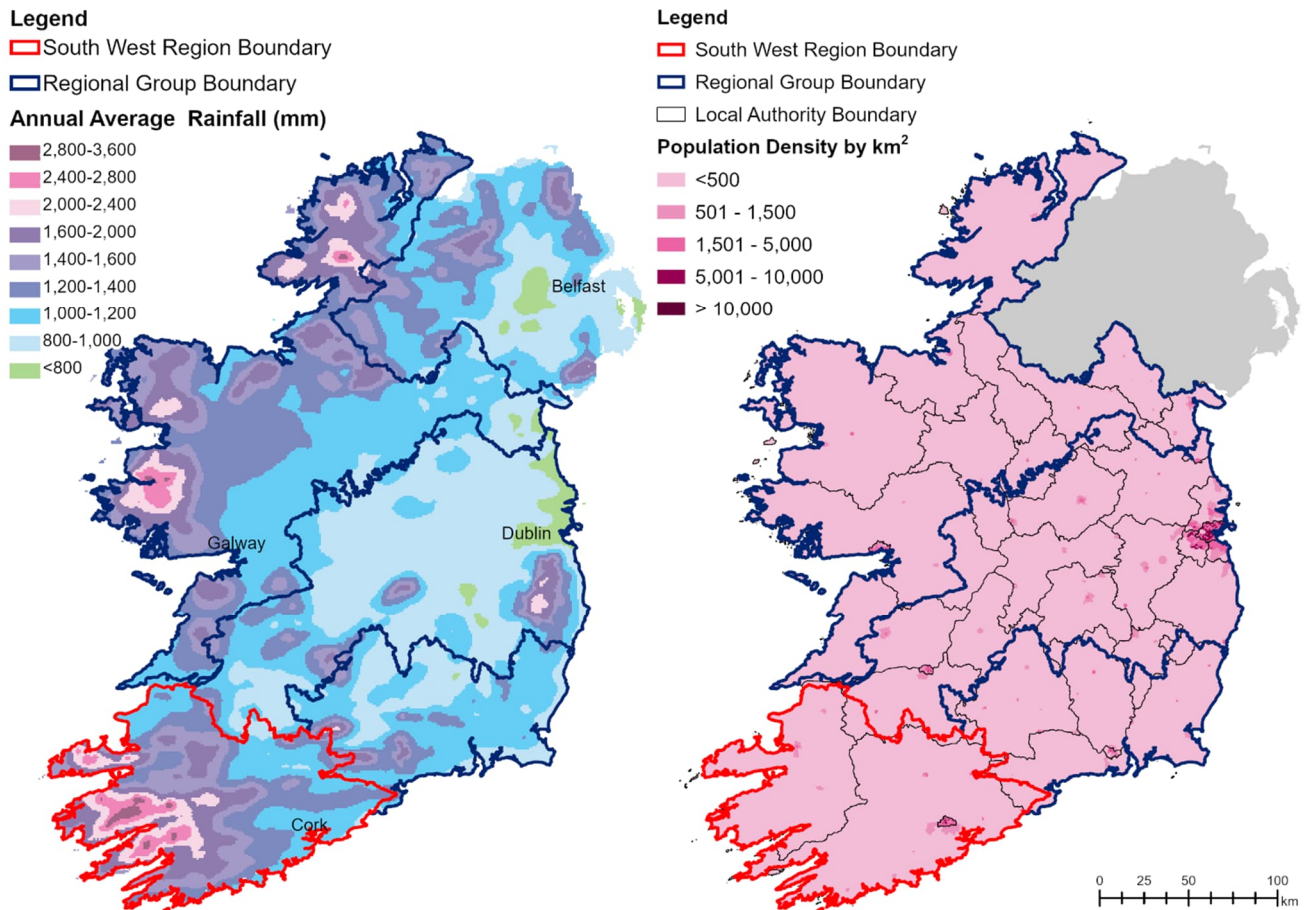 Legend
South West Region Boundary
Regional Group Boundary
Annual Average Rainfall (mm)
2,800-3,600
2,400-2,800
2,000-2,400
1,600-2,000
1,400-1,600
1,200-1,400
1,000-1,200
800-1,000
<800
Belfast
Dublin
Galway
Cork
Legend
South West Region Boundary
Regional Group Boundary
Local Authority Boundary
Population Density by km²
<500
501 - 1,500
1,501 - 5,000
5,001 - 10,000
> 10,000
0 25 50 100
km